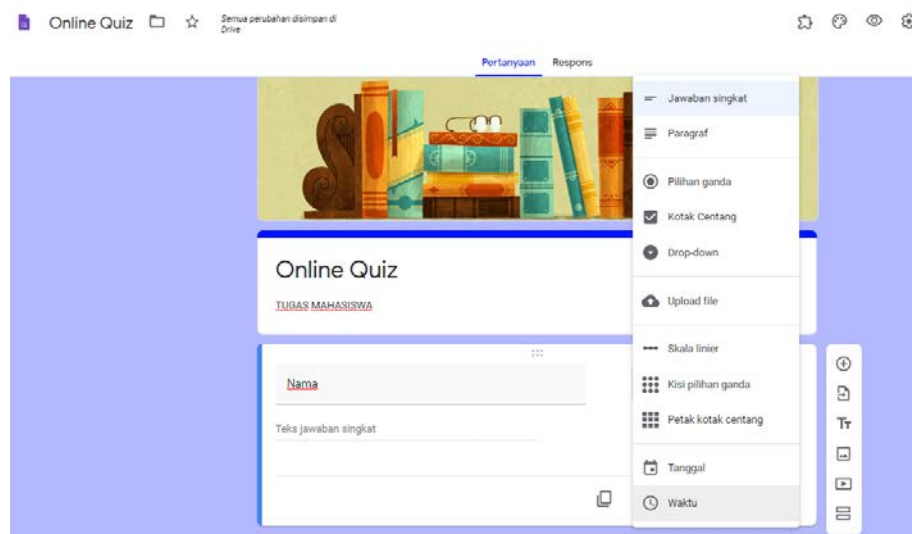 Online Quiz
Semua perubahan disimpan di
Drive
Pertanyaan Respons
Jawaban singkat
Paragraf
Pilihan ganda
Kotak Centang
Drop-down
Upload file
Skala linier
Kisi pilihan ganda
Petak kotak centang
Tanggal
Waktu
Online Quiz
TUGAS MAHASISWA
Nama
Teks jawaban singkat
Tт